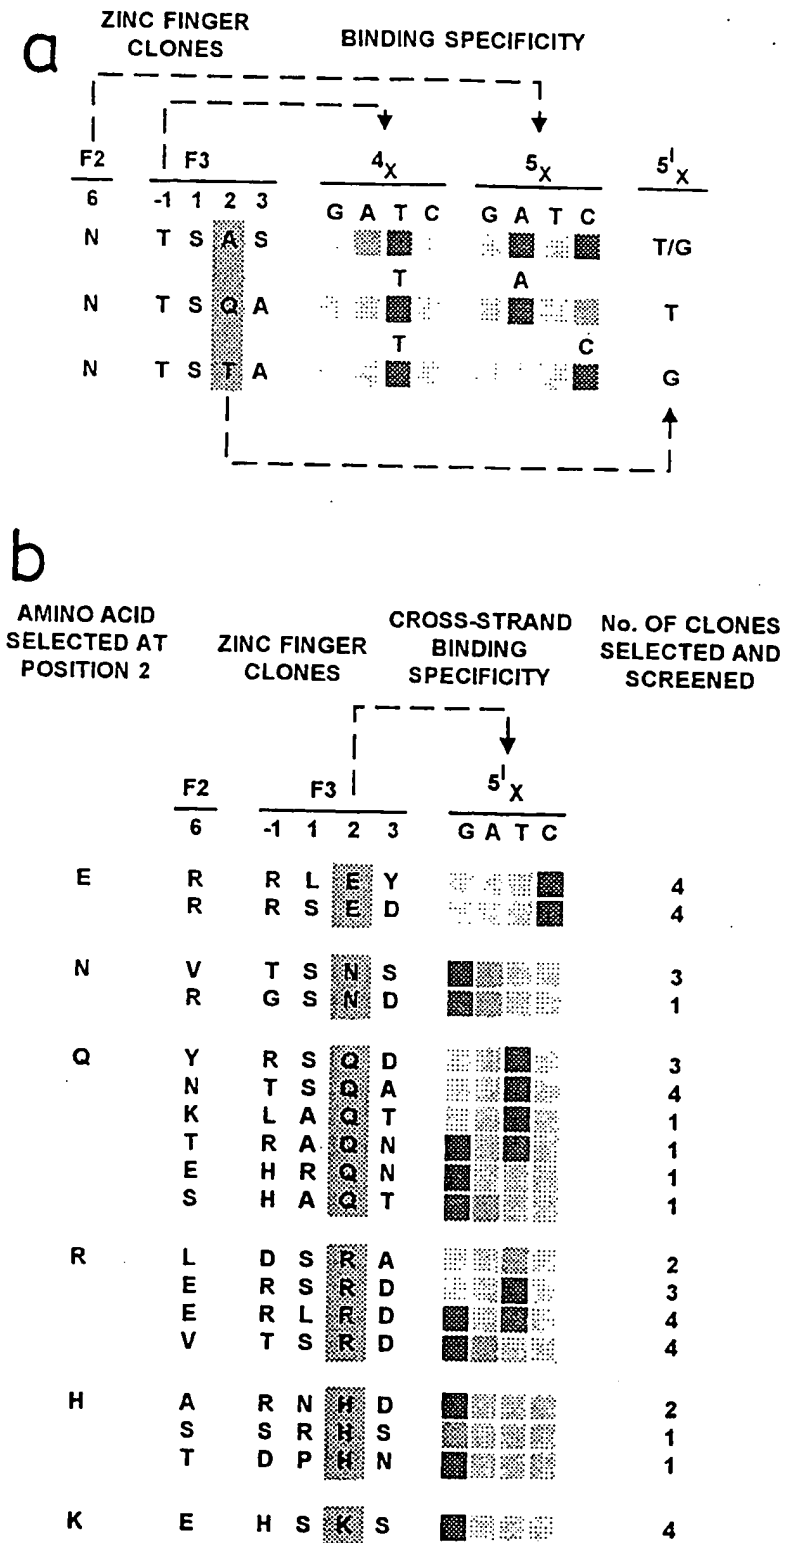 a
ZINC FINGER
CLONES
BINDING SPECIFICITY
F2 F3 4X 5X 5'X
6 -1 1 2 3 G A T C G A T C
N T S A S T/G
T A
N T S Q A T
T C
N T S T A G
b
AMINO ACID
SELECTED AT
POSITION 2
ZINC FINGER
CLONES
CROSS-STRAND
BINDING
SPECIFICITY
No. OF CLONES
SELECTED AND
SCREENED
F2 F3 5'X
6 -1 1 2 3 G A T C
E R R L E Y 4
R R S E D 4
N V T S N S 3
R G S N D 1
Q Y R S Q D 3
N T S Q A 4
K L A Q T 1
T R A Q N 1
E H R Q N 1
S H A Q T 1
R L D S R A 2
E R S R D 3
E R L R D 4
V T S R D 4
H A R N H D 2
S S R H S 1
T D P H N 1
K E H S K S 4